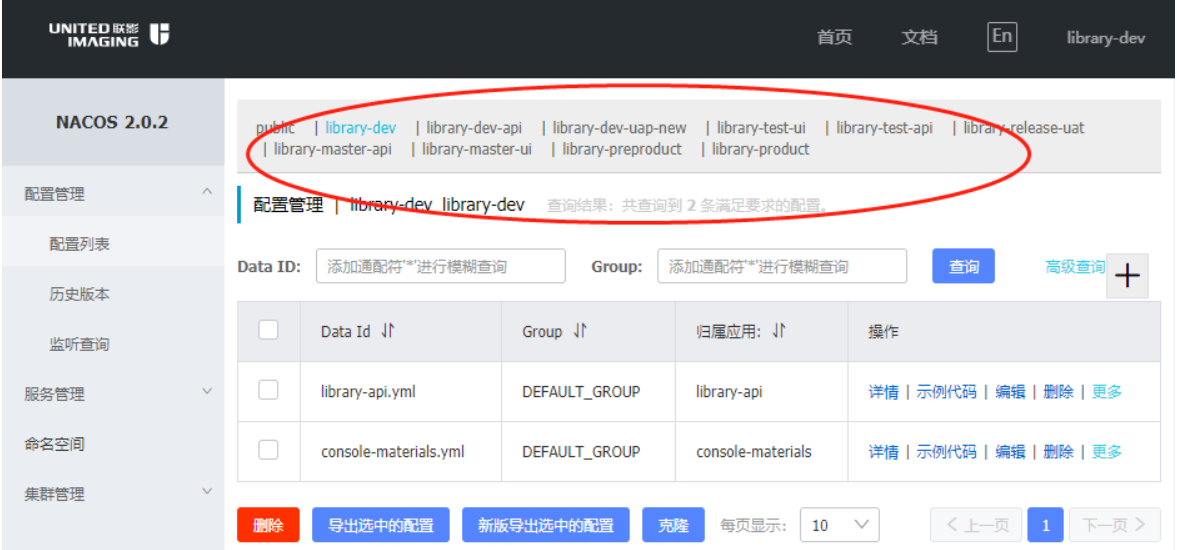 UNITED 联影
IMAGING
首页 文档 En library-dev
NACOS 2.0.2
配置管理
配置列表
历史版本
监听查询
服务管理
命名空间
集群管理
public | library-dev | library-dev-api | library-dev-uap-new | library-test-ui | library-test-api | library-release-uat
| library-master-api | library-master-ui | library-preproduct | library-product
配置管理 | library-dev library-dev 查询结果：共查询到 2 条满足要求的配置。
Data ID: 添加通配符'*'进行模糊查询 Group: 添加通配符'*'进行模糊查询 查询 高级查询 +
Data Id Group 归属应用: 操作
library-api.yml DEFAULT_GROUP library-api 详情 | 示例代码 | 编辑 | 删除 | 更多
console-materials.yml DEFAULT_GROUP console-materials 详情 | 示例代码 | 编辑 | 删除 | 更多
删除 导出选中的配置 新版导出选中的配置 克隆 每页显示: 10 < 上一页 1 下一页 >